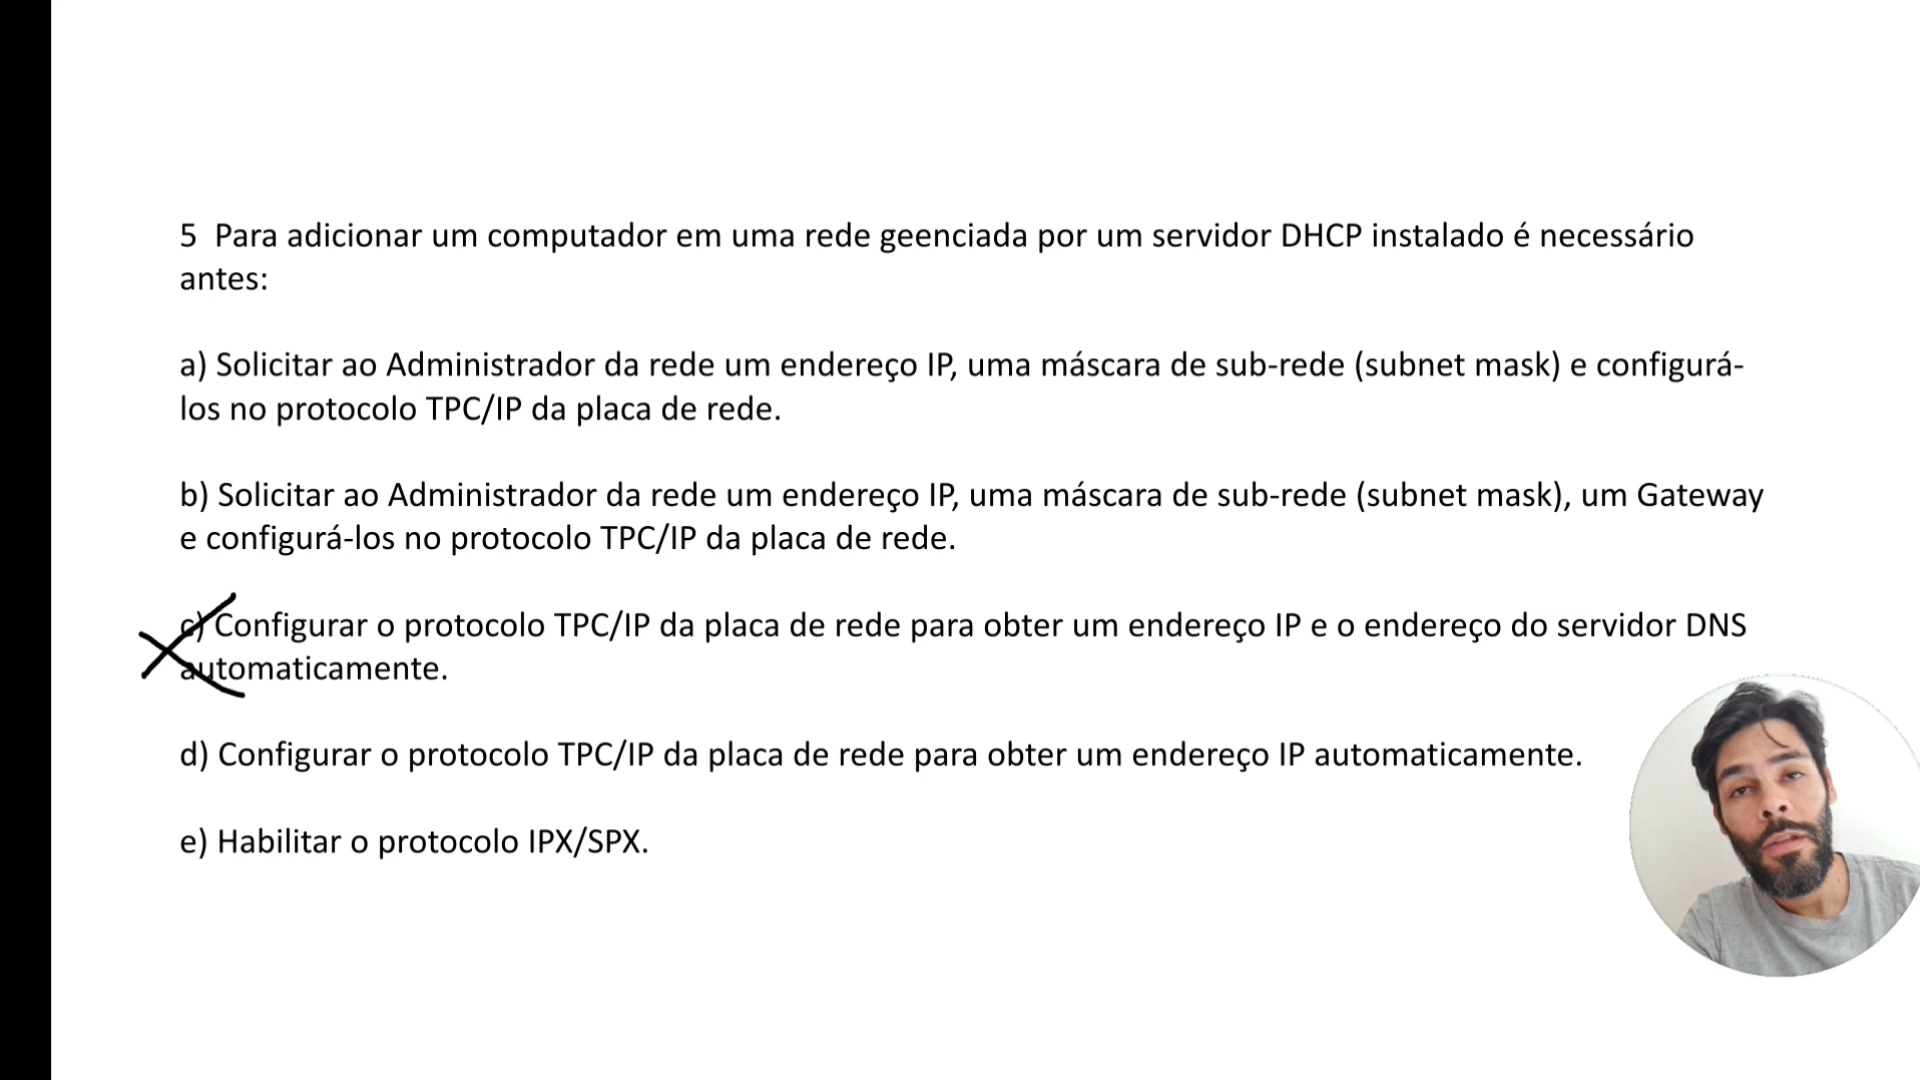 5  Para adicionar um computador em uma rede geenciada por um servidor DHCP instalado é necessário
antes:
a) Solicitar ao Administrador da rede um endereço IP, uma máscara de sub-rede (subnet mask) e configurá-
los no protocolo TPC/IP da placa de rede.
b) Solicitar ao Administrador da rede um endereço IP, uma máscara de sub-rede (subnet mask), um Gateway
e configurá-los no protocolo TPC/IP da placa de rede.
c) Configurar o protocolo TPC/IP da placa de rede para obter um endereço IP e o endereço do servidor DNS
automaticamente.
d) Configurar o protocolo TPC/IP da placa de rede para obter um endereço IP automaticamente.
e) Habilitar o protocolo IPX/SPX.